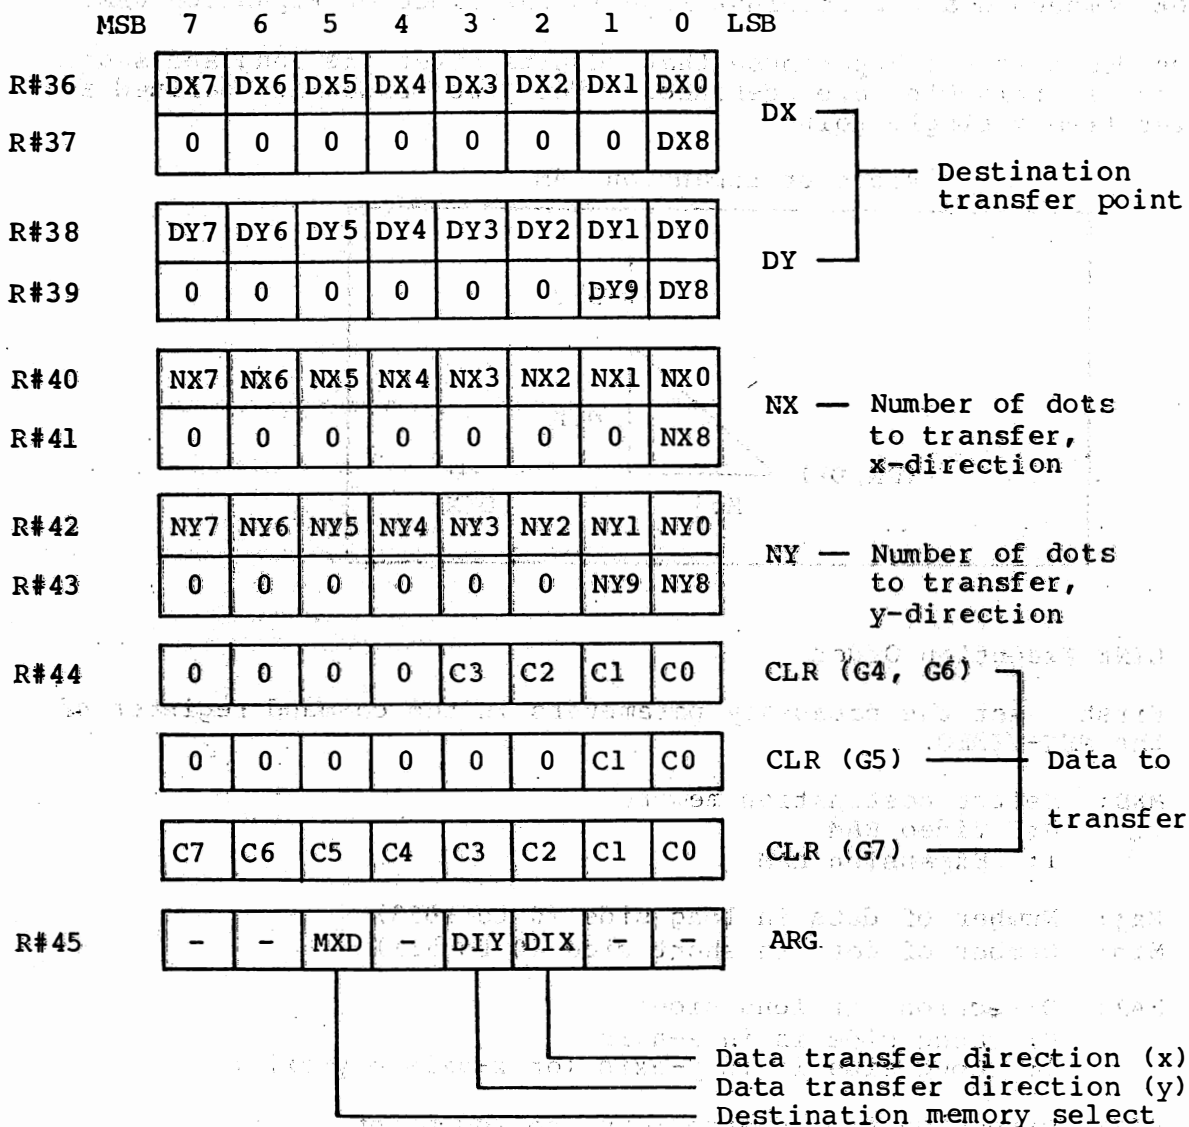 MSB 7 6 5 4 3 2 1 0 LSB
R#36 DX7 DX6 DX5 DX4 DX3 DX2 DX1 DX0
DX
R#37 0 0 0 0 0 0 0 DX8
Destination
transfer point
R#38 DY7 DY6 DY5 DY4 DY3 DY2 DY1 DY0
DY
R#39 0 0 0 0 0 0 DY9 DY8
R#40 NX7 NX6 NX5 NX4 NX3 NX2 NX1 NX0
NX — Number of dots
R#41 0 0 0 0 0 0 0 NX8
to transfer,
x-direction
R#42 NY7 NY6 NY5 NY4 NY3 NY2 NY1 NY0
NY — Number of dots
R#43 0 0 0 0 0 0 NY9 NY8
to transfer,
y-direction
R#44 0 0 0 0 C3 C2 C1 C0 CLR (G4, G6)
0 0 0 0 0 0 C1 C0 CLR (G5) Data to
transfer
C7 C6 C5 C4 C3 C2 C1 C0 CLR (G7)
R#45 - - MXD - DIY DIX - - ARG
Data transfer direction (x)
Data transfer direction (y)
Destination memory select